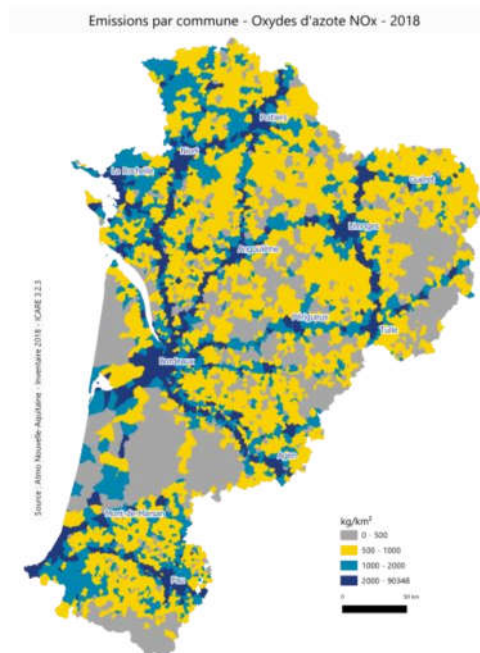 Emissions par commune - Oxydes d'azote NOx - 2018
Poitiers
Niort
La Rochelle
Guéret
Limoges
Angoulême
Périgueux
Tulle
Bordeaux
Agen
Mont-de-Marsan
Pau
Source : Atmo Nouvelle-Aquitaine - Inventaire 2018 - ICARE 3.2.3
kg/km²
0 - 500
500 - 1000
1000 - 2000
2000 - 90348
0 50 km